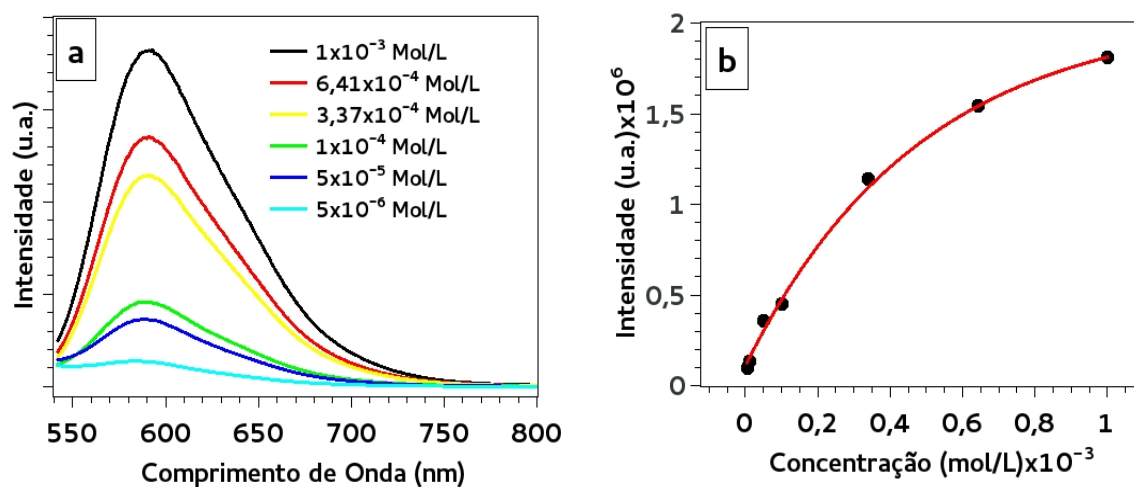 a
1x10⁻³ Mol/L
6,41x10⁻⁴ Mol/L
3,37x10⁻⁴ Mol/L
1x10⁻⁴ Mol/L
5x10⁻⁵ Mol/L
5x10⁻⁶ Mol/L
Intensidade (u.a.)
550 600 650 700 750 800
Comprimento de Onda (nm)
b
Intensidade (u.a.)x10⁶
2
1,5
1
0,5
0
0 0,2 0,4 0,6 0,8 1
Concentração (mol/L)x10⁻³